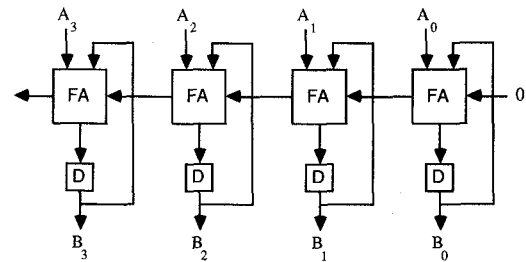 A₃ A₂ A₁ A₀
FA FA FA FA 0
D D D D
B₃ B₂ B₁ B₀